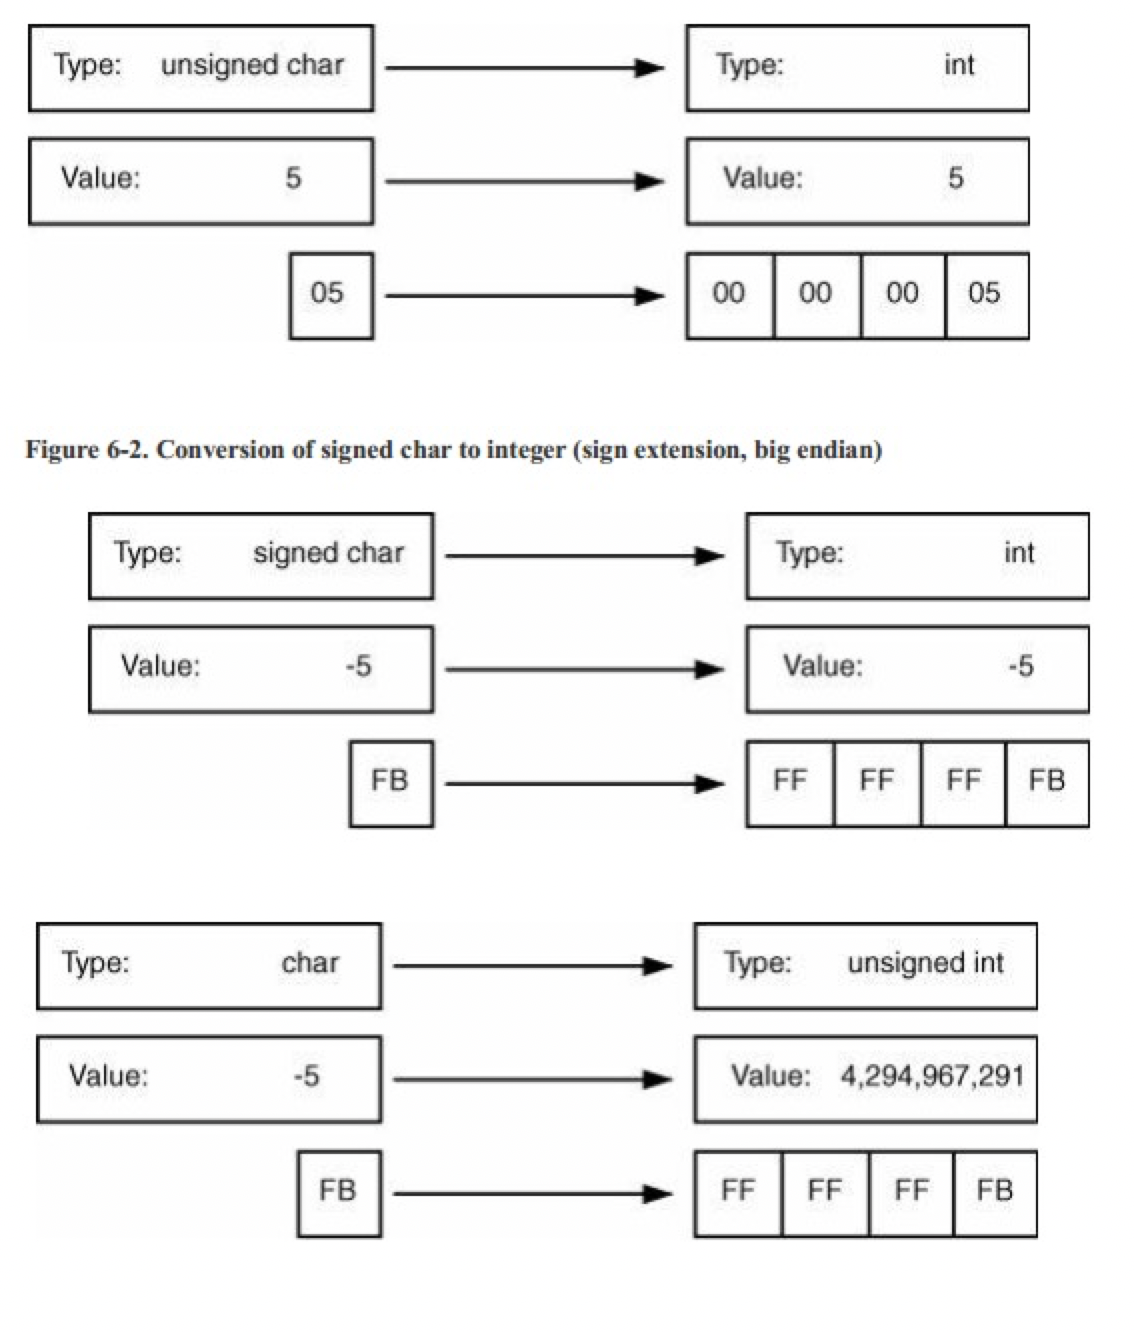 Type: unsigned char Type: int
Value: 5 Value: 5
05 00 00 00 05
Figure 6-2. Conversion of signed char to integer (sign extension, big endian)
Type: signed char Type: int
Value: -5 Value: -5
FB FF FF FF FB
Type: char Type: unsigned int
Value: -5 Value: 4,294,967,291
FB FF FF FF FB